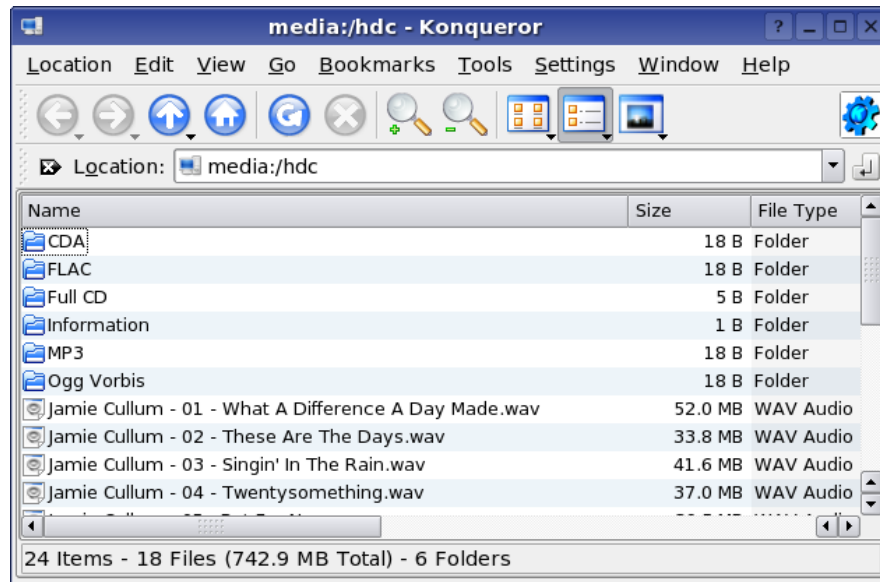 media:/hdc - Konqueror
Location Edit View Go Bookmarks Tools Settings Window Help
Location: media:/hdc
Name Size File Type
CDA 18 B Folder
FLAC 18 B Folder
Full CD 5 B Folder
Information 1 B Folder
MP3 18 B Folder
Ogg Vorbis 18 B Folder
Jamie Cullum - 01 - What A Difference A Day Made.wav 52.0 MB WAV Audio
Jamie Cullum - 02 - These Are The Days.wav 33.8 MB WAV Audio
Jamie Cullum - 03 - Singin' In The Rain.wav 41.6 MB WAV Audio
Jamie Cullum - 04 - Twentysomething.wav 37.0 MB WAV Audio
24 Items - 18 Files (742.9 MB Total) - 6 Folders